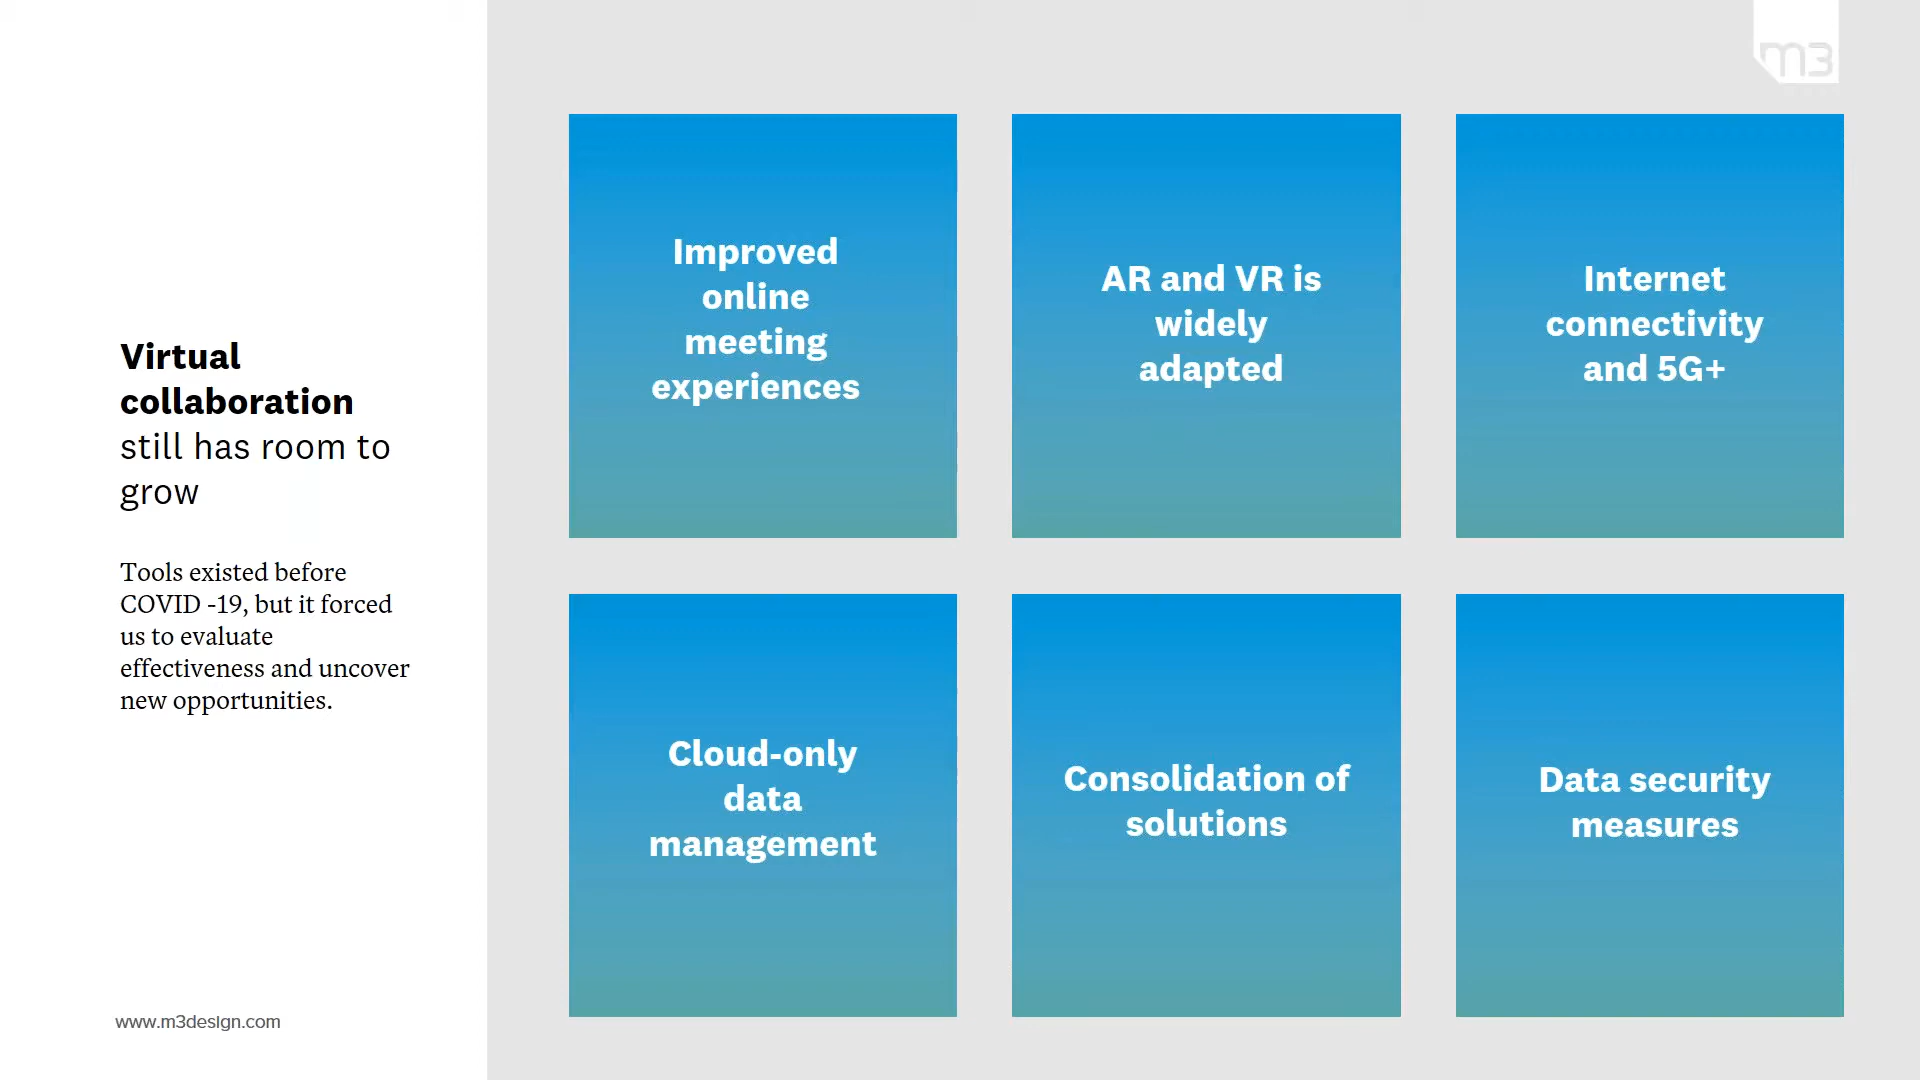 m3
Virtual
collaboration
still has room to
grow
Tools existed before
COVID -19, but it forced
us to evaluate
effectiveness and uncover
new opportunities.
Improved
online
meeting
experiences
AR and VR is
widely
adapted
Internet
connectivity
and 5G+
Cloud-only
data
management
Consolidation of
solutions
Data security
measures
www.m3design.com